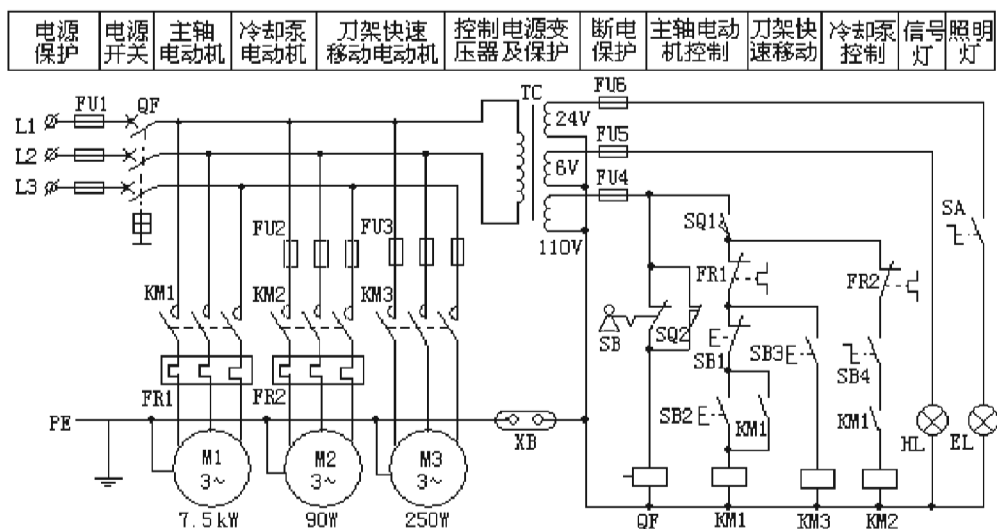 电源保护
电源开关
主轴电动机
冷却泵电动机
刀架快速移动电动机
控制电源变压器及保护
断电保护
主轴电动机控制
刀架快速移动
冷却泵控制
信号灯
照明灯
FU1 QF TC FU6
L1 24V
L2 FU5
6V
L3 FU4
SQ1 SA
FU2 FU3 110V
FR1 FR2
KM1 KM2 KM3
SB SQ2 SB1 SB3 SB4
FR1 FR2
SB2 KM1 KM1
PE XB HL EL
M1 M2 M3
3~ 3~ 3~
7.5kW 90W 250W QF KM1 KM3 KM2